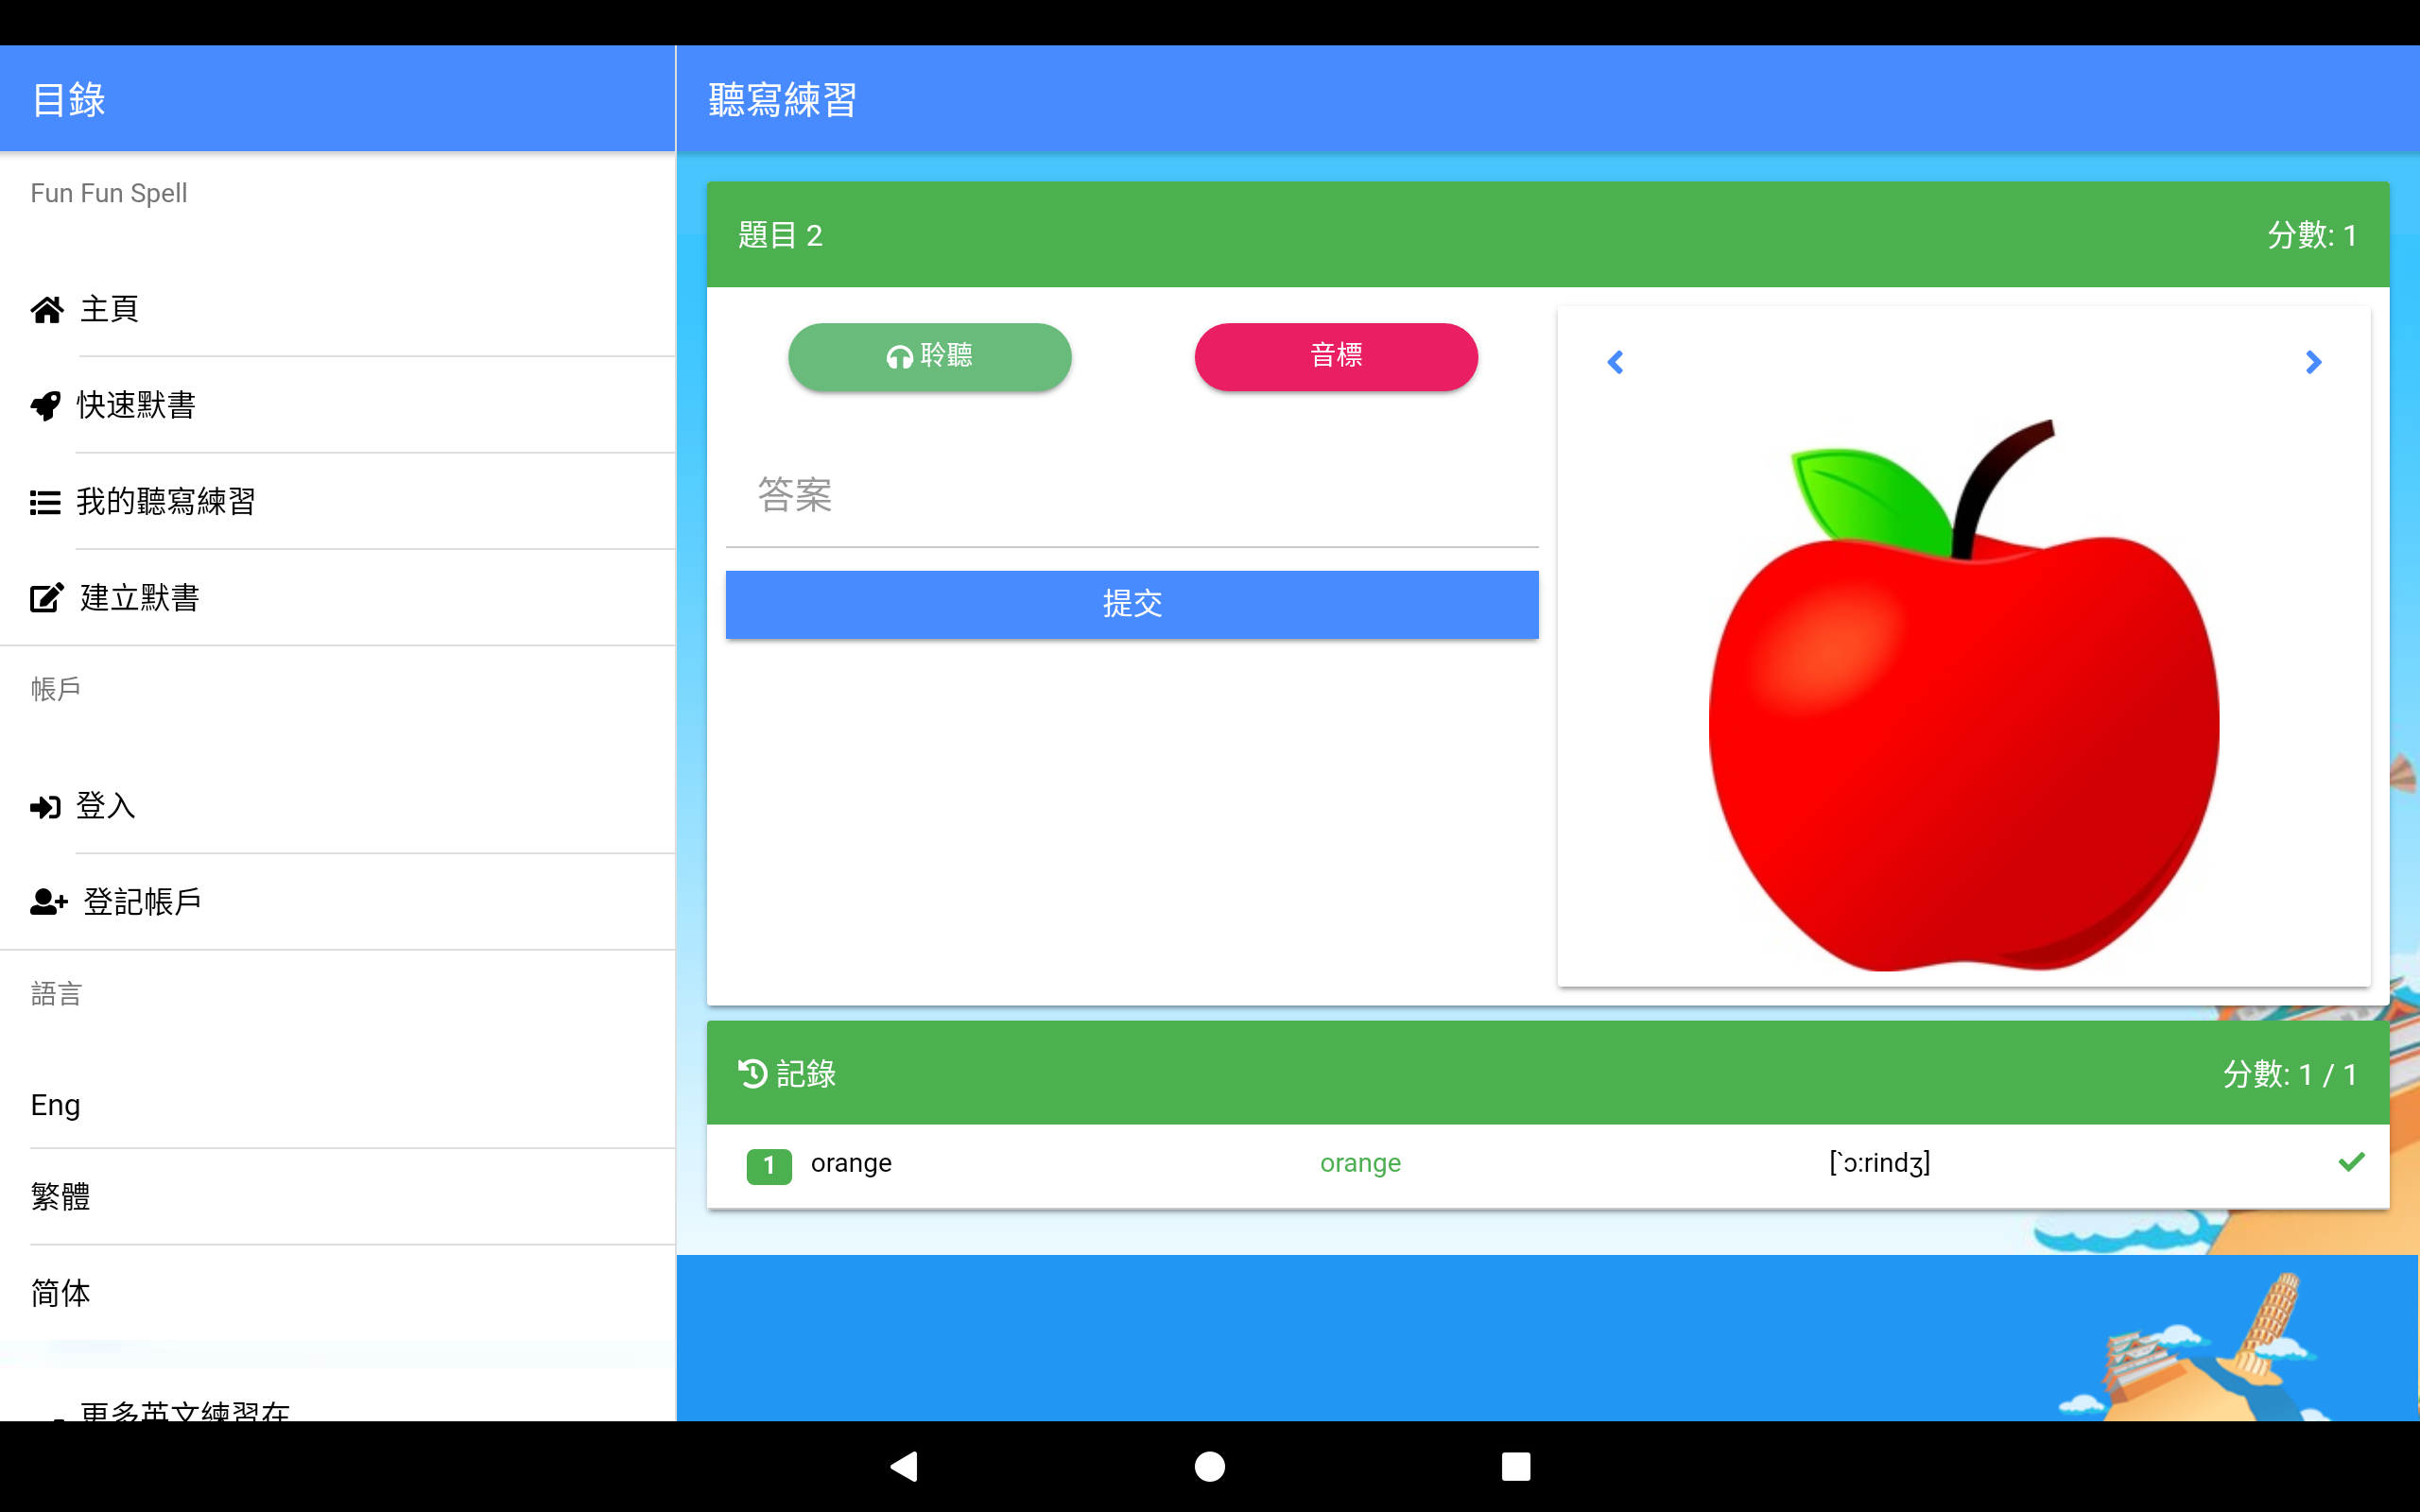 目錄
Fun Fun Spell
主頁
快速默書
我的聽寫練習
建立默書
帳戶
登入
登記帳戶
語言
Eng
繁體
简体
更多英文練習在
聽寫練習
題目 2 分數: 1
聆聽 音標
答案
提交
記錄 分數: 1 / 1
1 orange orange [`ɔ:rindʒ]